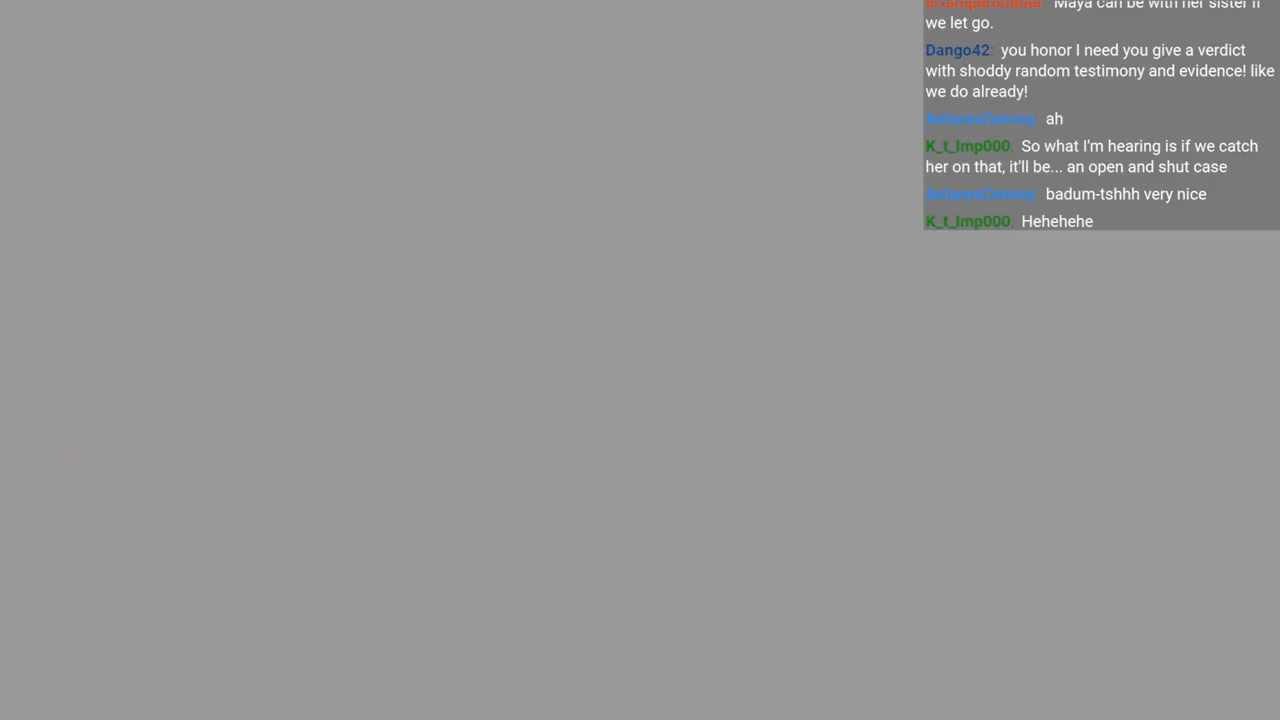 Maya can be with her sister if
we let go.
Dango42: you honor I need you give a verdict
with shoddy random testimony and evidence! like
we do already!
ah
K_t_Imp000: So what I'm hearing is if we catch
her on that, it'll be... an open and shut case
badum-tshhh very nice
K_t_Imp000: Hehehehe